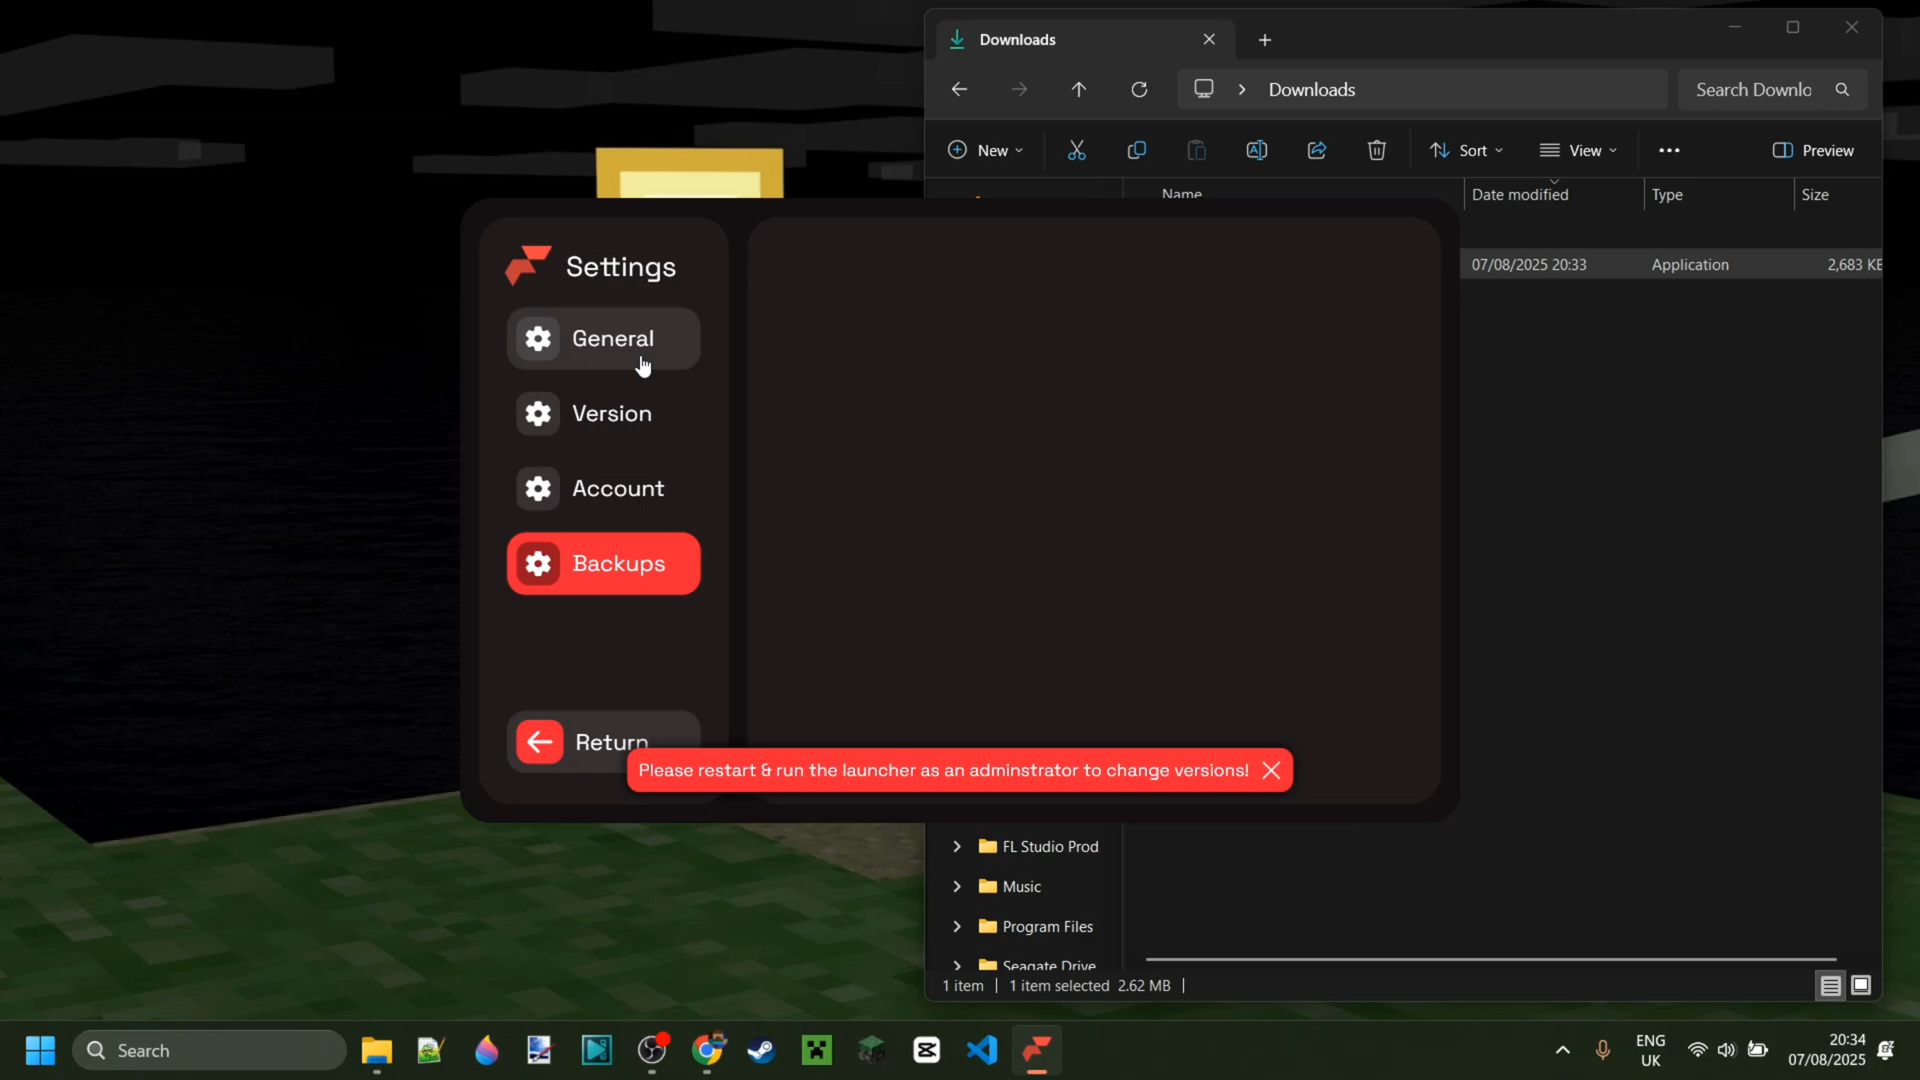 Downloads
Downloads
Search Downlo
New
Sort
View
Preview
Name
Date modified
Type
Size
07/08/2025 20:33
Application
2,683 KB
Settings
General
Version
Account
Backups
Return
Please restart & run the launcher as an adminstrator to change versions!
FL Studio Prod
Music
Program Files
Seagate Drive
1 item
1 item selected 2.62 MB
Search
ENG
UK
20:34
07/08/2025